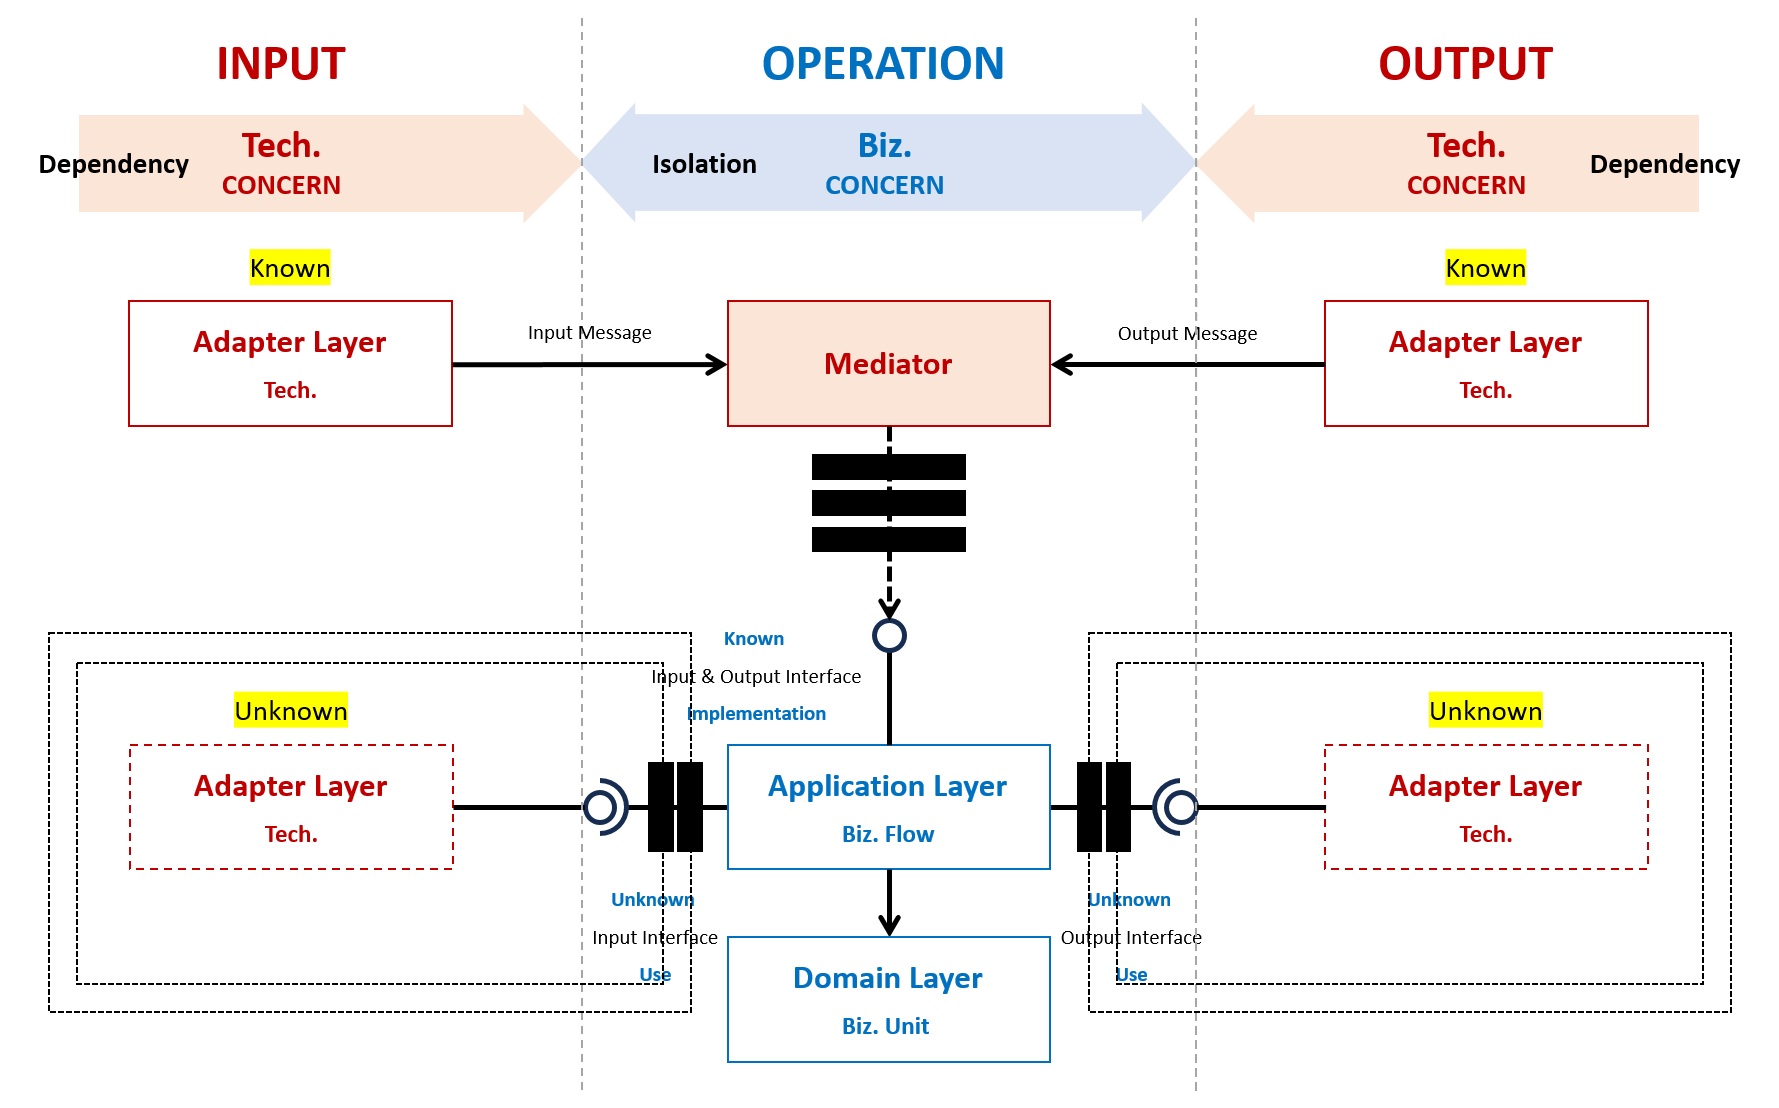 INPUT
OPERATION
OUTPUT
Dependency
Tech.
CONCERN
Isolation
Biz.
CONCERN
Tech.
CONCERN
Dependency
Known
Known
Adapter Layer
Tech.
Input Message
Mediator
Output Message
Adapter Layer
Tech.
Known
Input & Output Interface
Implementation
Unknown
Unknown
Adapter Layer
Tech.
Application Layer
Biz. Flow
Adapter Layer
Tech.
Unknown
Input Interface
Use
Unknown
Output Interface
Use
Domain Layer
Biz. Unit